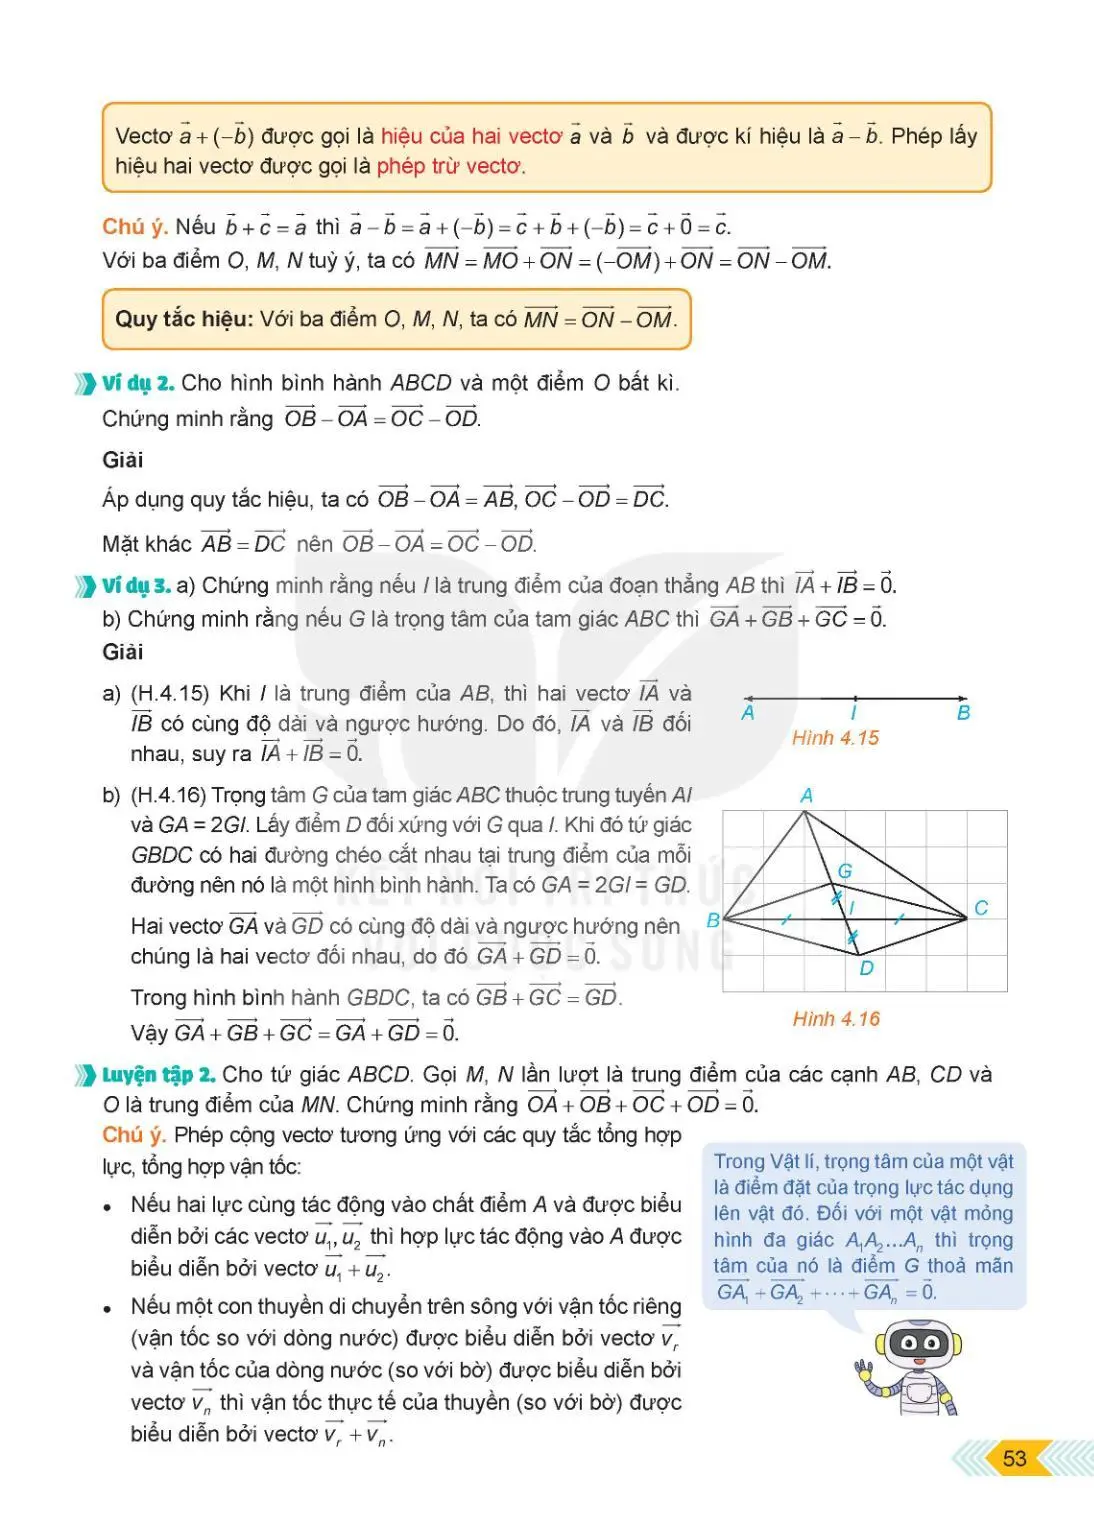 Vectơ a⃗ + (−b⃗) được gọi là hiệu của hai vectơ a⃗ và b⃗ và được kí hiệu là a⃗ − b⃗. Phép lấy
hiệu hai vectơ được gọi là phép trừ vectơ.
Chú ý. Nếu b⃗ + c⃗ = a⃗ thì a⃗ − b⃗ = a⃗ + (−b⃗) = c⃗ + b⃗ + (−b⃗) = c⃗ + 0⃗ = c⃗.
Với ba điểm O, M, N tuỳ ý, ta có MN⃗ = MO⃗ + ON⃗ = (−OM⃗) + ON⃗ = ON⃗ − OM⃗.
Quy tắc hiệu: Với ba điểm O, M, N, ta có MN⃗ = ON⃗ − OM⃗.
Ví dụ 2. Cho hình bình hành ABCD và một điểm O bất kì.
Chứng minh rằng OB⃗ − OA⃗ = OC⃗ − OD⃗.
Giải
Áp dụng quy tắc hiệu, ta có OB⃗ − OA⃗ = AB⃗, OC⃗ − OD⃗ = DC⃗.
Mặt khác AB⃗ = DC⃗ nên OB⃗ − OA⃗ = OC⃗ − OD⃗.
Ví dụ 3. a) Chứng minh rằng nếu I là trung điểm của đoạn thẳng AB thì IA⃗ + IB⃗ = 0⃗.
b) Chứng minh rằng nếu G là trọng tâm của tam giác ABC thì GA⃗ + GB⃗ + GC⃗ = 0⃗.
Giải
a) (H.4.15) Khi I là trung điểm của AB, thì hai vectơ IA⃗ và
IB⃗ có cùng độ dài và ngược hướng. Do đó, IA⃗ và IB⃗ đối
nhau, suy ra IA⃗ + IB⃗ = 0⃗.
A I B
Hình 4.15
b) (H.4.16) Trọng tâm G của tam giác ABC thuộc trung tuyến AI
và GA = 2GI. Lấy điểm D đối xứng với G qua I. Khi đó tứ giác
GBDC có hai đường chéo cắt nhau tại trung điểm của mỗi
đường nên nó là một hình bình hành. Ta có GA = 2GI = GD.
Hai vectơ GA⃗ và GD⃗ có cùng độ dài và ngược hướng nên
chúng là hai vectơ đối nhau, do đó GA⃗ + GD⃗ = 0⃗.
Trong hình bình hành GBDC, ta có GB⃗ + GC⃗ = GD⃗.
Vậy GA⃗ + GB⃗ + GC⃗ = GA⃗ + GD⃗ = 0⃗.
A
G
B I C
D
Hình 4.16
KẾT NỐI TRI THỨC
VỚI CUỘC SỐNG
Luyện tập 2. Cho tứ giác ABCD. Gọi M, N lần lượt là trung điểm của các cạnh AB, CD và
O là trung điểm của MN. Chứng minh rằng OA⃗ + OB⃗ + OC⃗ + OD⃗ = 0⃗.
Chú ý. Phép cộng vectơ tương ứng với các quy tắc tổng hợp
lực, tổng hợp vận tốc:
• Nếu hai lực cùng tác động vào chất điểm A và được biểu
diễn bởi các vectơ u₁⃗, u₂⃗ thì hợp lực tác động vào A được
biểu diễn bởi vectơ u₁⃗ + u₂⃗.
• Nếu một con thuyền di chuyển trên sông với vận tốc riêng
(vận tốc so với dòng nước) được biểu diễn bởi vectơ vᵣ⃗
và vận tốc của dòng nước (so với bờ) được biểu diễn bởi
vectơ vₙ⃗ thì vận tốc thực tế của thuyền (so với bờ) được
biểu diễn bởi vectơ vᵣ⃗ + vₙ⃗.
Trong Vật lí, trọng tâm của một vật
là điểm đặt của trọng lực tác dụng
lên vật đó. Đối với một vật mỏng
hình đa giác A₁A₂...Aₙ thì trọng
tâm của nó là điểm G thoả mãn
GA₁⃗ + GA₂⃗ + ⋯ + GAₙ⃗ = 0⃗.
53